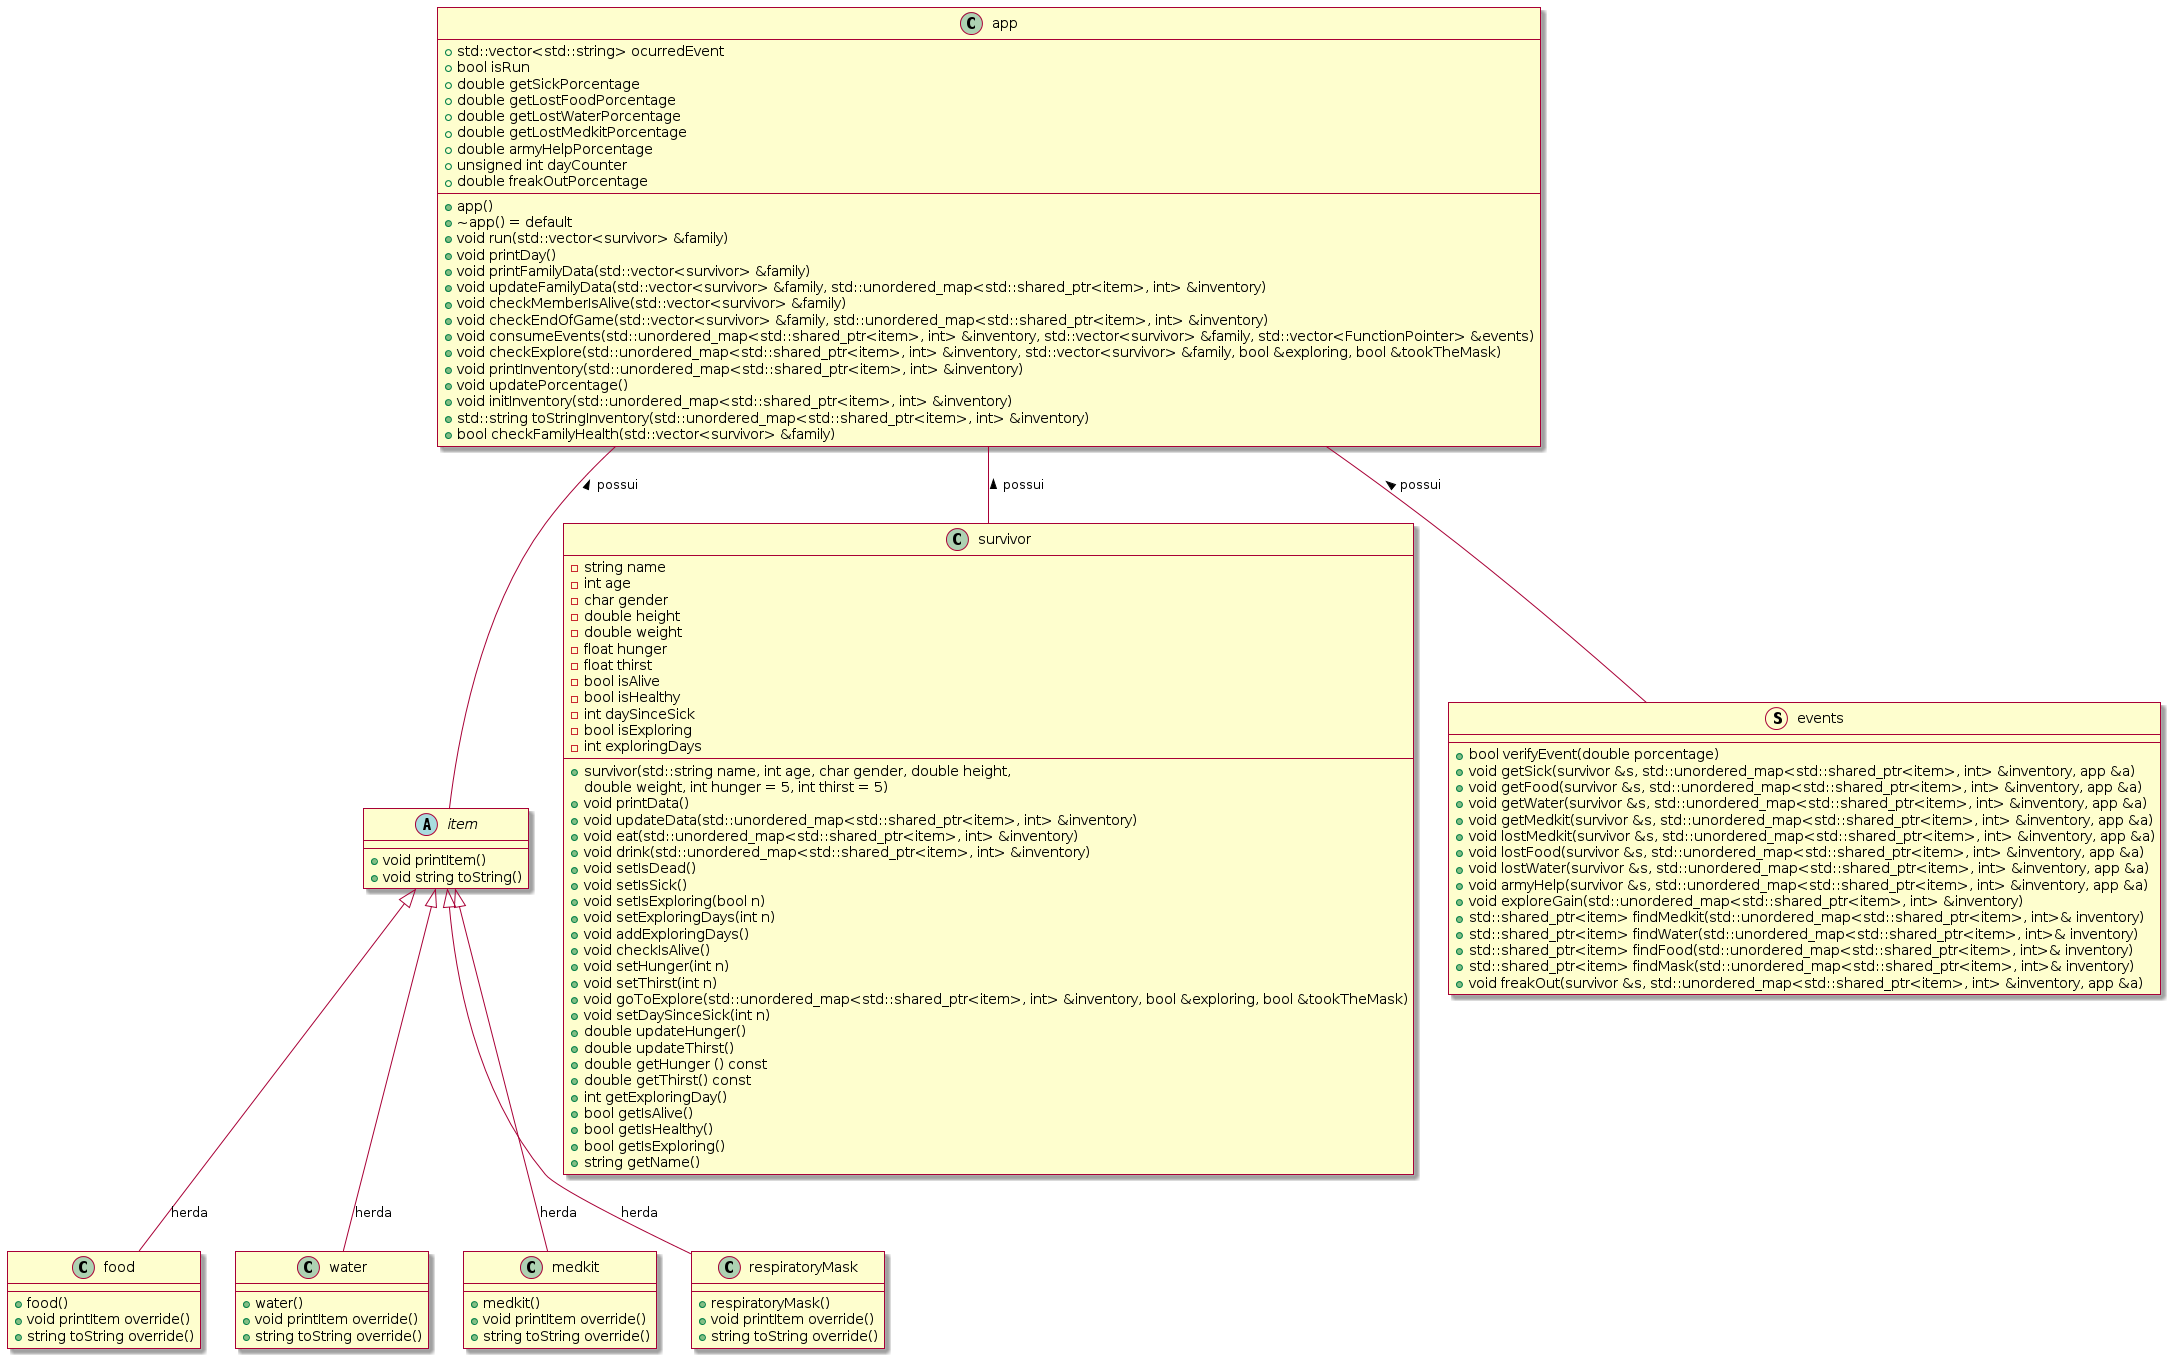 C app
std::vector<std::string> ocurredEvent
bool isRun
double getSickPorcentage
double getLostFoodPorcentage
double getLostWaterPorcentage
double getLostMedkitPorcentage
double armyHelpPorcentage
unsigned int dayCounter
double freakOutPorcentage
app()
~app() = default
void run(std::vector<survivor> &family)
void printDay()
void printFamilyData(std::vector<survivor> &family)
void updateFamilyData(std::vector<survivor> &family, std::unordered_map<std::shared_ptr<item>, int> &inventory)
void checkMemberIsAlive(std::vector<survivor> &family)
void checkEndOfGame(std::vector<survivor> &family, std::unordered_map<std::shared_ptr<item>, int> &inventory)
void consumeEvents(std::unordered_map<std::shared_ptr<item>, int> &inventory, std::vector<survivor> &family, std::vector<FunctionPointer> &events)
void checkExplore(std::unordered_map<std::shared_ptr<item>, int> &inventory, std::vector<survivor> &family, bool &exploring, bool &tookTheMask)
void printInventory(std::unordered_map<std::shared_ptr<item>, int> &inventory)
void updatePorcentage()
void initInventory(std::unordered_map<std::shared_ptr<item>, int> &inventory)
std::string toStringInventory(std::unordered_map<std::shared_ptr<item>, int> &inventory)
bool checkFamilyHealth(std::vector<survivor> &family)
possui
possui
possui
C survivor
string name
int age
char gender
double height
double weight
float hunger
float thirst
bool isAlive
bool isHealthy
int daySinceSick
bool isExploring
int exploringDays
survivor(std::string name, int age, char gender, double height,
double weight, int hunger = 5, int thirst = 5)
void printData()
void updateData(std::unordered_map<std::shared_ptr<item>, int> &inventory)
void eat(std::unordered_map<std::shared_ptr<item>, int> &inventory)
void drink(std::unordered_map<std::shared_ptr<item>, int> &inventory)
void setIsDead()
void setIsSick()
void setIsExploring(bool n)
void setExploringDays(int n)
void addExploringDays()
void checkIsAlive()
void setHunger(int n)
void setThirst(int n)
void goToExplore(std::unordered_map<std::shared_ptr<item>, int> &inventory, bool &exploring, bool &tookTheMask)
void setDaySinceSick(int n)
double updateHunger()
double updateThirst()
double getHunger () const
double getThirst() const
int getExploringDay()
bool getIsAlive()
bool getIsHealthy()
bool getIsExploring()
string getName()
S events
bool verifyEvent(double porcentage)
void getSick(survivor &s, std::unordered_map<std::shared_ptr<item>, int> &inventory, app &a)
void getFood(survivor &s, std::unordered_map<std::shared_ptr<item>, int> &inventory, app &a)
void getWater(survivor &s, std::unordered_map<std::shared_ptr<item>, int> &inventory, app &a)
void getMedkit(survivor &s, std::unordered_map<std::shared_ptr<item>, int> &inventory, app &a)
void lostMedkit(survivor &s, std::unordered_map<std::shared_ptr<item>, int> &inventory, app &a)
void lostFood(survivor &s, std::unordered_map<std::shared_ptr<item>, int> &inventory, app &a)
void lostWater(survivor &s, std::unordered_map<std::shared_ptr<item>, int> &inventory, app &a)
void armyHelp(survivor &s, std::unordered_map<std::shared_ptr<item>, int> &inventory, app &a)
void exploreGain(std::unordered_map<std::shared_ptr<item>, int> &inventory)
std::shared_ptr<item> findMedkit(std::unordered_map<std::shared_ptr<item>, int>& inventory)
std::shared_ptr<item> findWater(std::unordered_map<std::shared_ptr<item>, int>& inventory)
std::shared_ptr<item> findFood(std::unordered_map<std::shared_ptr<item>, int>& inventory)
std::shared_ptr<item> findMask(std::unordered_map<std::shared_ptr<item>, int>& inventory)
void freakOut(survivor &s, std::unordered_map<std::shared_ptr<item>, int> &inventory, app &a)
A item
void printItem()
void string toString()
herda
herda
herda
herda
C food
food()
void printItem override()
string toString override()
C water
water()
void printItem override()
string toString override()
C medkit
medkit()
void printItem override()
string toString override()
C respiratoryMask
respiratoryMask()
void printItem override()
string toString override()